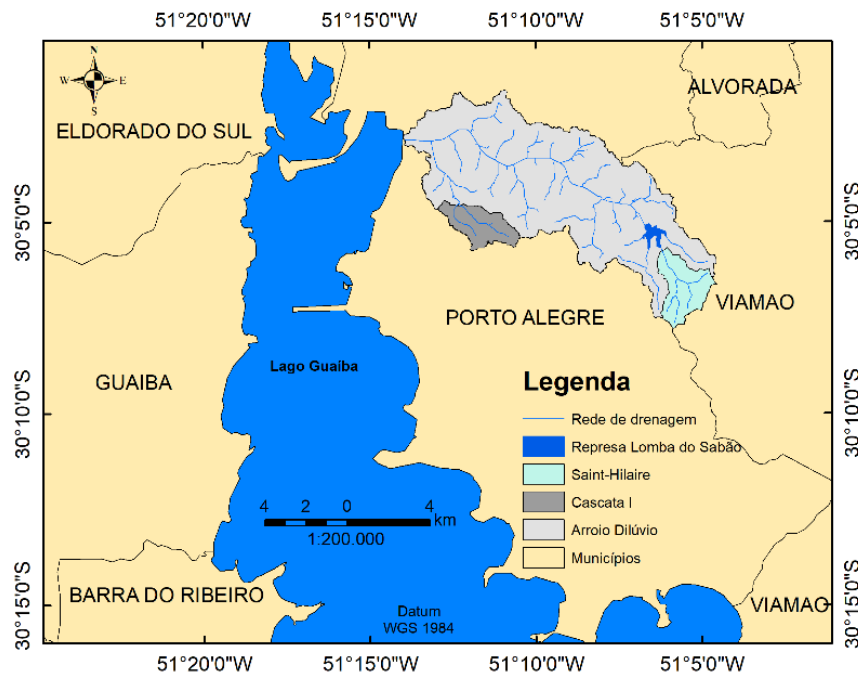 51°20'0"W 51°15'0"W 51°10'0"W 51°5'0"W
N
W E
S
ALVORADA
ELDORADO DO SUL
30°5'0"S 30°5'0"S
VIAMAO
PORTO ALEGRE
Lago Guaíba
GUAIBA
Legenda
30°10'0"S 30°10'0"S
Rede de drenagem
Represa Lomba do Sabão
Saint-Hilaire
Cascata I
4 2 0 4
km
Arroio Dilúvio
1:200.000
Municípios
BARRA DO RIBEIRO
VIAMAO
Datum
WGS 1984
30°15'0"S 30°15'0"S
51°20'0"W 51°15'0"W 51°10'0"W 51°5'0"W